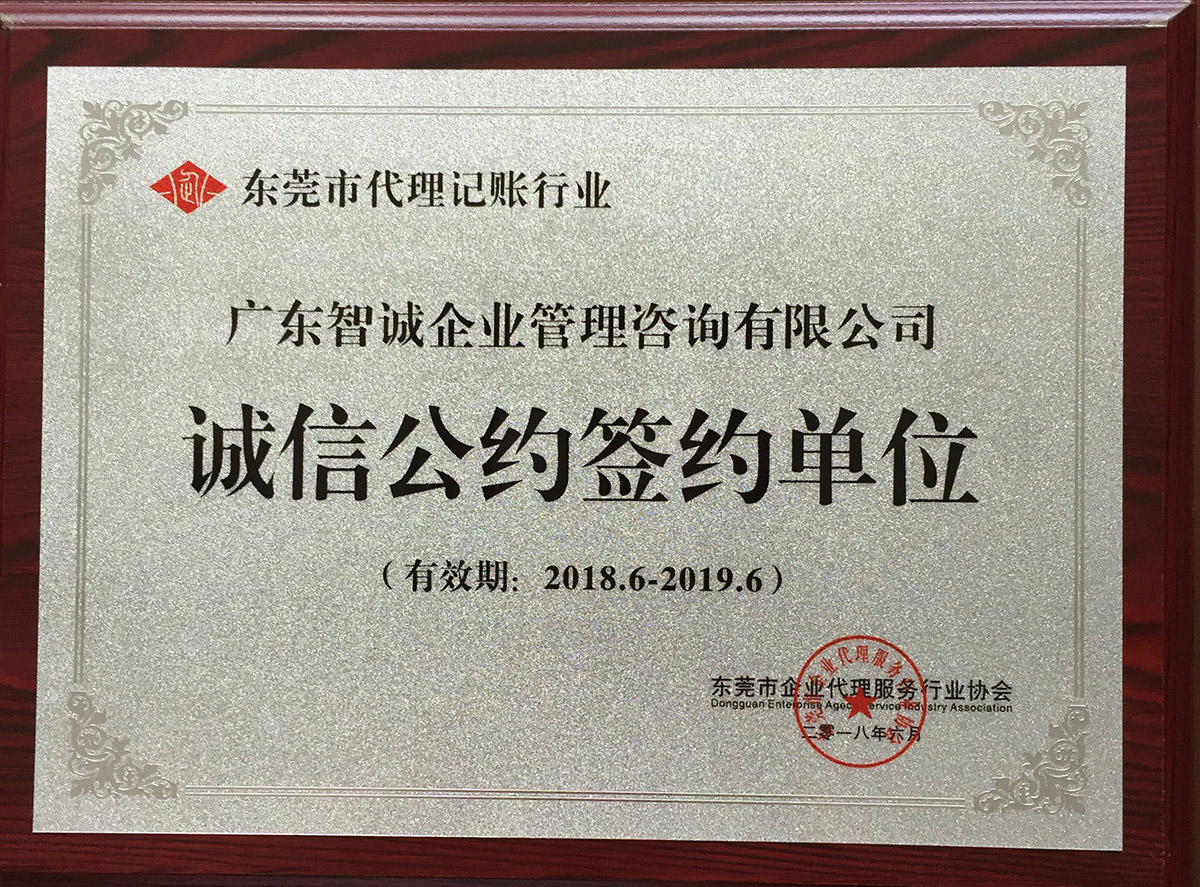 东莞市代理记账行业
广东智诚企业管理咨询有限公司
诚信公约签约单位
（有效期：2018.6-2019.6）
东莞市企业代理服务行业协会
Dongguan Enterprise Agecy Service Industry Association
二零一八年六月